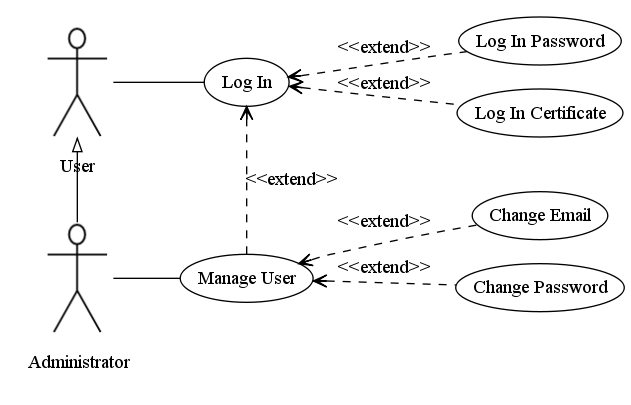 <<extend>>
Log In Password
Log In
<<extend>>
Log In Certificate
User
<<extend>>
<<extend>>
Change Email
Manage User
<<extend>>
Change Password
Administrator